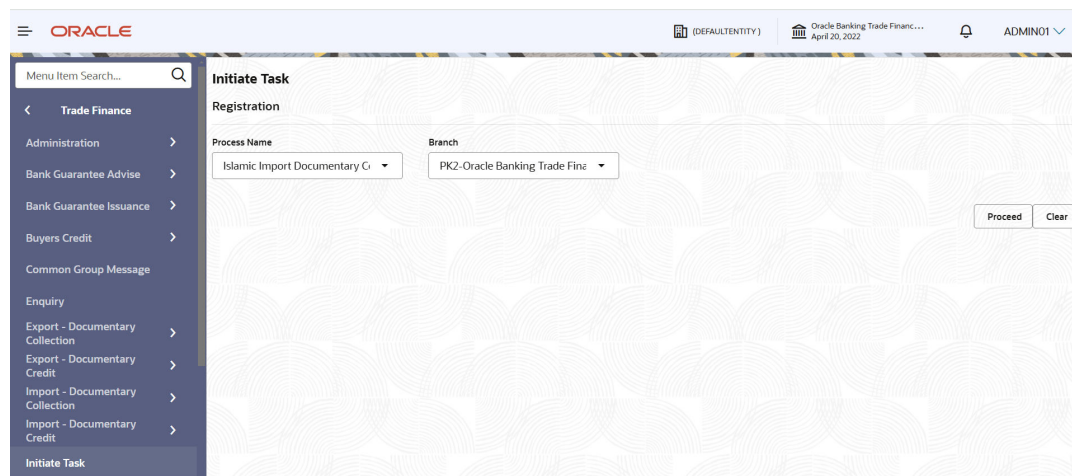 ORACLE
(DEFAULTENTITY)
Oracle Banking Trade Financ...
April 20, 2022
ADMIN01
Menu Item Search...
Trade Finance
Administration
Bank Guarantee Advise
Bank Guarantee Issuance
Buyers Credit
Common Group Message
Enquiry
Export - Documentary
Collection
Export - Documentary
Credit
Import - Documentary
Collection
Import - Documentary
Credit
Initiate Task
Initiate Task
Registration
Process Name
Branch
Islamic Import Documentary
PK2-Oracle Banking Trade Fina
Proceed
Clear